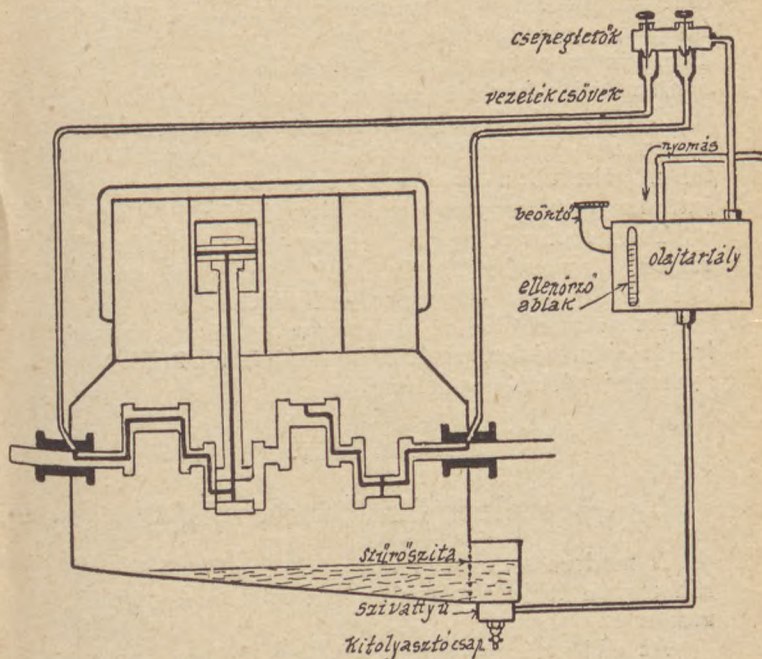 csepegtetők
vezetékcsövek
nyomás
beöntő
olajtartály
ellenőrző
ablak
szűrőszita
szivattyú
Kifolyasztócsap